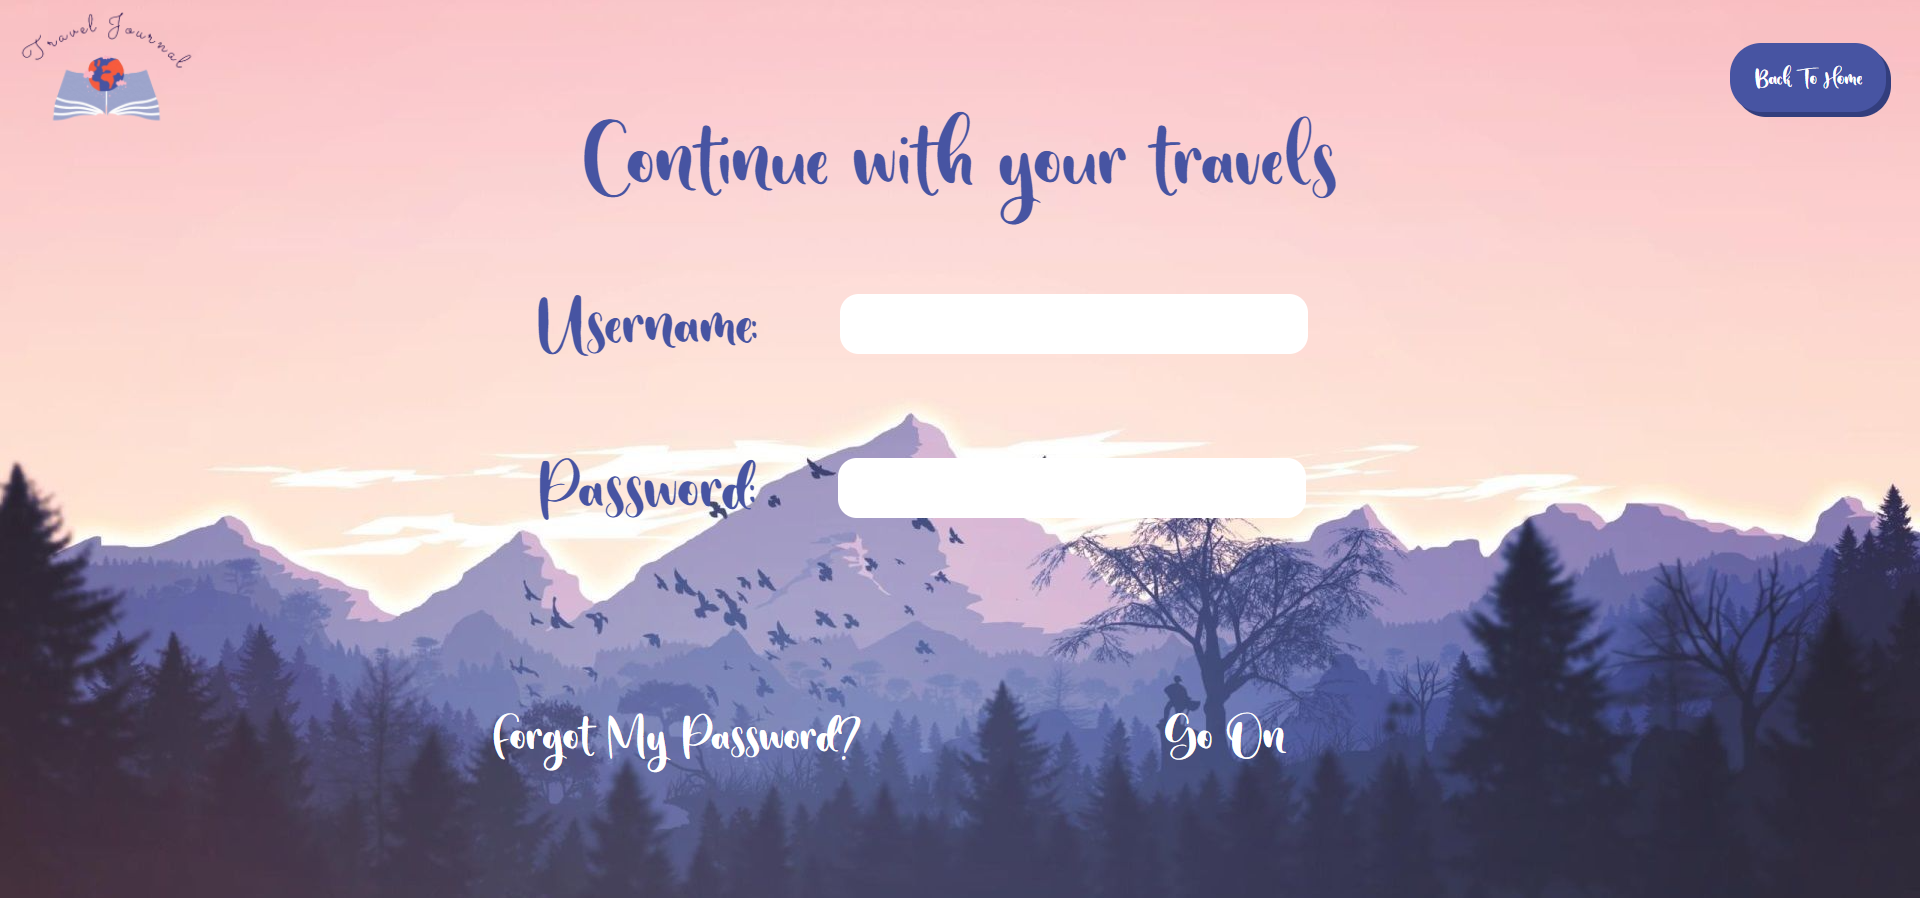 Travel Journal
Back To Home
Continue with your travels
Username:
Password:
Forgot My Password?
Go On